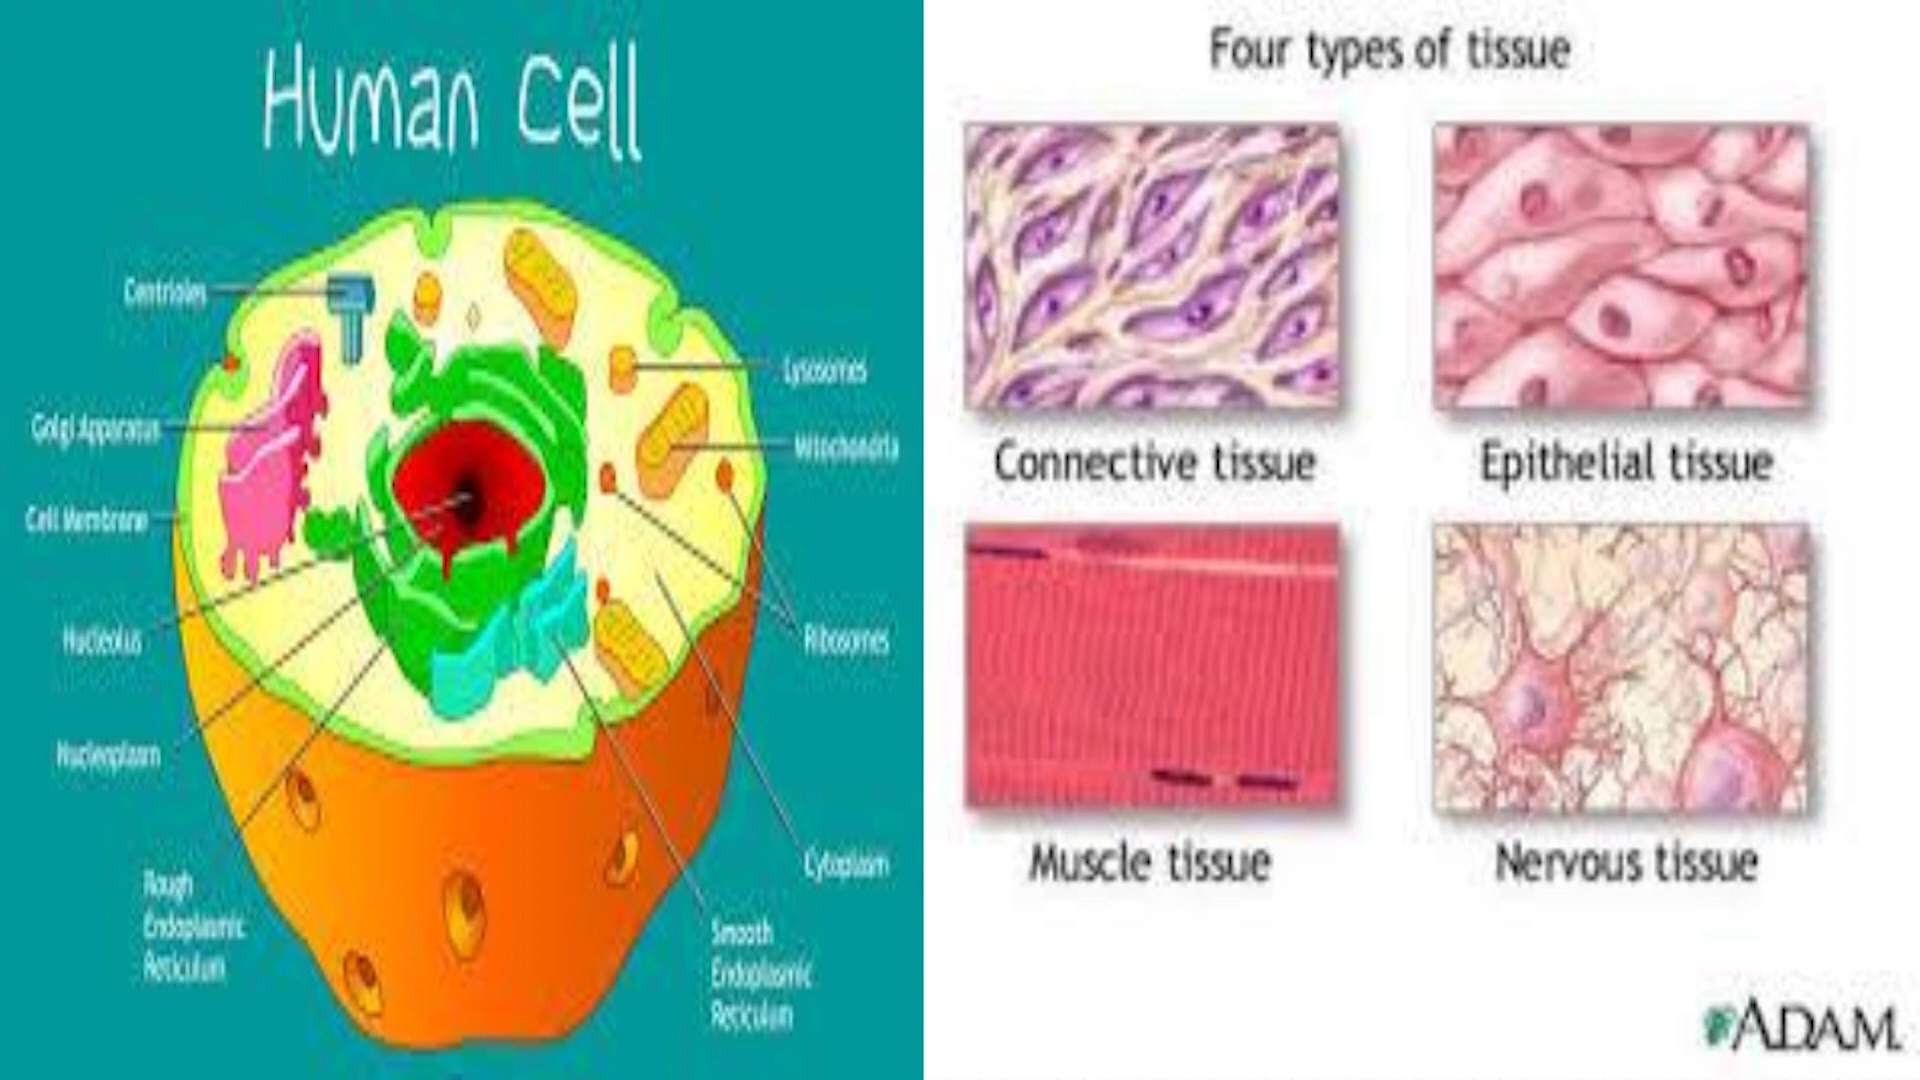 Human Cell
Centrioles
Golgi Apparatus
Cell Membrane
Nucleolus
Nucleoplasm
Rough
Endoplasmic
Reticulum
Lysosomes
Mitochondria
Ribosomes
Cytoplasm
Smooth
Endoplasmic
Reticulum
Four types of tissue
Connective tissue
Epithelial tissue
Muscle tissue
Nervous tissue
ADAM.